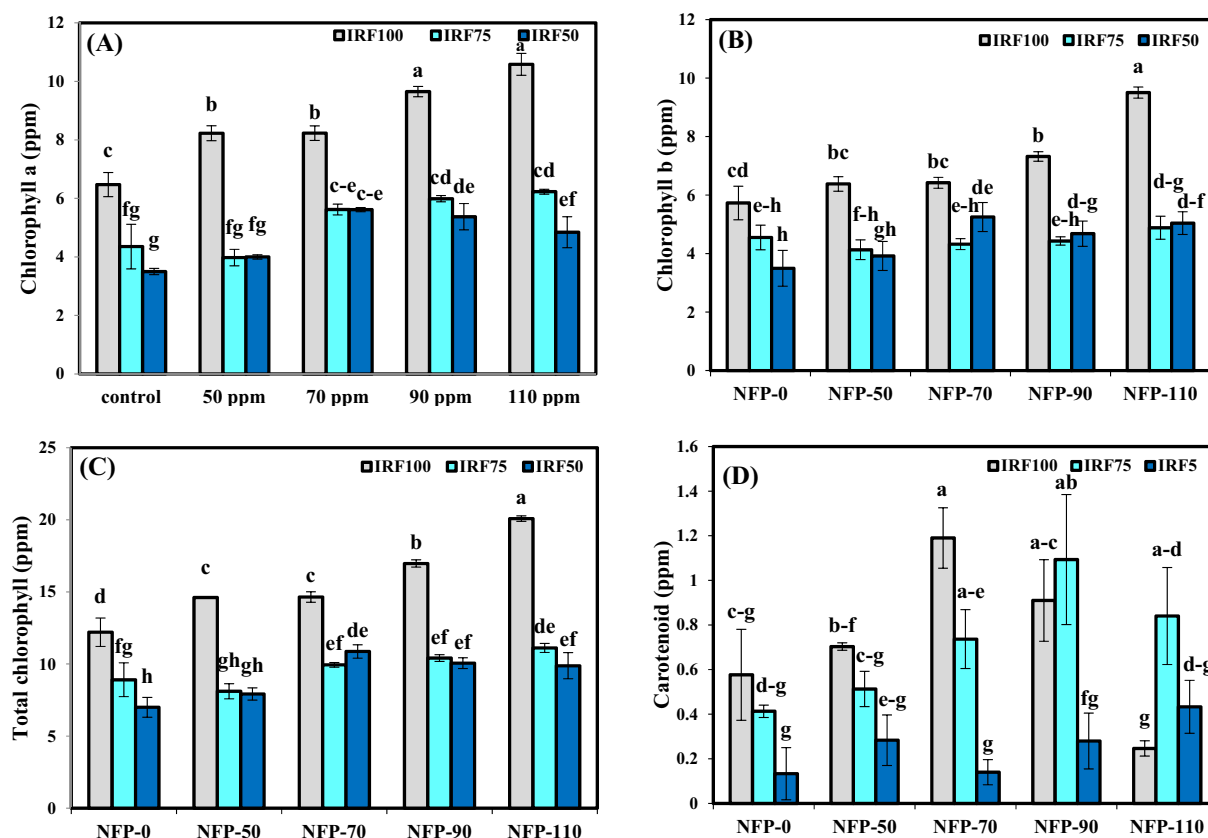 (A)
IRF100 IRF75 IRF50
Chlorophyll a (ppm)
12
10
8
6
4
2
0
c fg g
b fg fg
b c-e c-e
a cd de
a cd ef
control 50 ppm 70 ppm 90 ppm 110 ppm
(B)
IRF100 IRF75 IRF50
Chlorophyll b (ppm)
12
10
8
6
4
2
0
cd e-h h
bc f-h gh
bc e-h de
b e-h d-g
a d-g d-f
NFP-0 NFP-50 NFP-70 NFP-90 NFP-110
(C)
IRF100 IRF75 IRF50
Total chlorophyll (ppm)
25
20
15
10
5
0
d fg h
c gh gh
c ef de
b ef ef
a de ef
NFP-0 NFP-50 NFP-70 NFP-90 NFP-110
(D)
IRF100 IRF75 IRF5
Carotenoid (ppm)
1.6
1.4
1.2
1
0.8
0.6
0.4
0.2
0
c-g d-g g
b-f c-g e-g
a a-e g
a-c ab fg
g a-d d-g
NFP-0 NFP-50 NFP-70 NFP-90 NFP-110